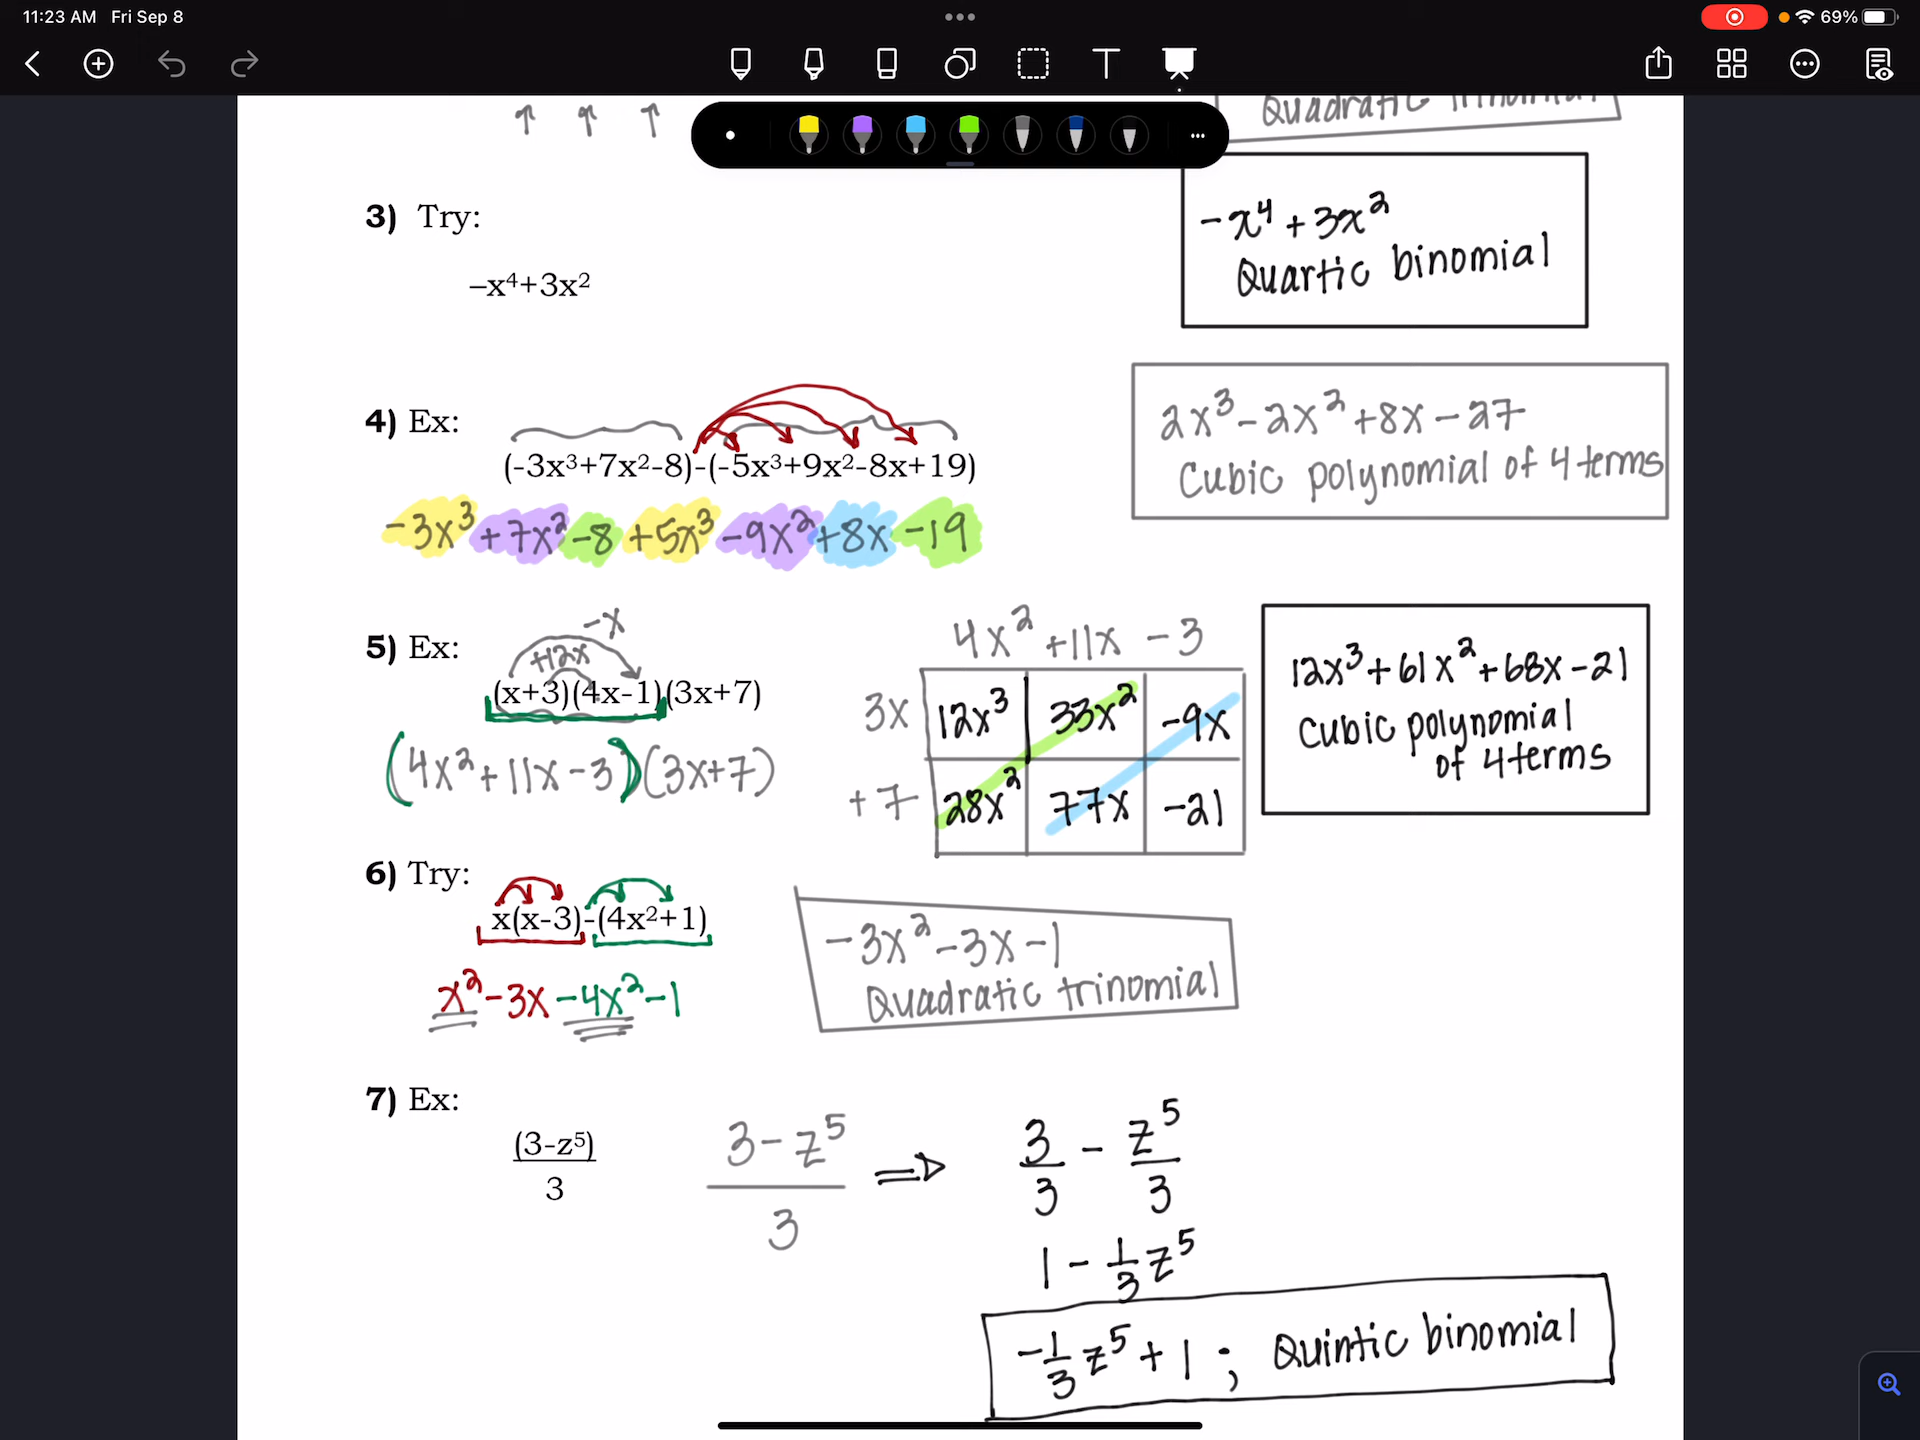 11:23 AM Fri Sep 8
69%
Quadratic trinomial
3) Try:
–x⁴+3x²
-x⁴ + 3x²
Quartic binomial
4) Ex:
(-3x³+7x²-8)-(-5x³+9x²-8x+19)
-3x³ +7x² -8 +5x³ -9x² +8x -19
2x³ -2x² +8x -27
Cubic polynomial of 4 terms
5) Ex:
-x
+12x
(x+3)(4x-1)(3x+7)
(4x² + 11x - 3)(3x+7)
4x² +11x -3
3x 12x³ 33x² -9x
+7 28x² 77x -21
12x³ + 61x² + 68x - 21
Cubic polynomial
of 4 terms
6) Try:
x(x-3)-(4x²+1)
x² -3x -4x² -1
-3x² -3x -1
Quadratic trinomial
7) Ex:
(3-z⁵)
3
3 - z⁵
3
⇒
3/3 - z⁵/3
1 - 1/3 z⁵
-1/3 z⁵ + 1 ; Quintic binomial